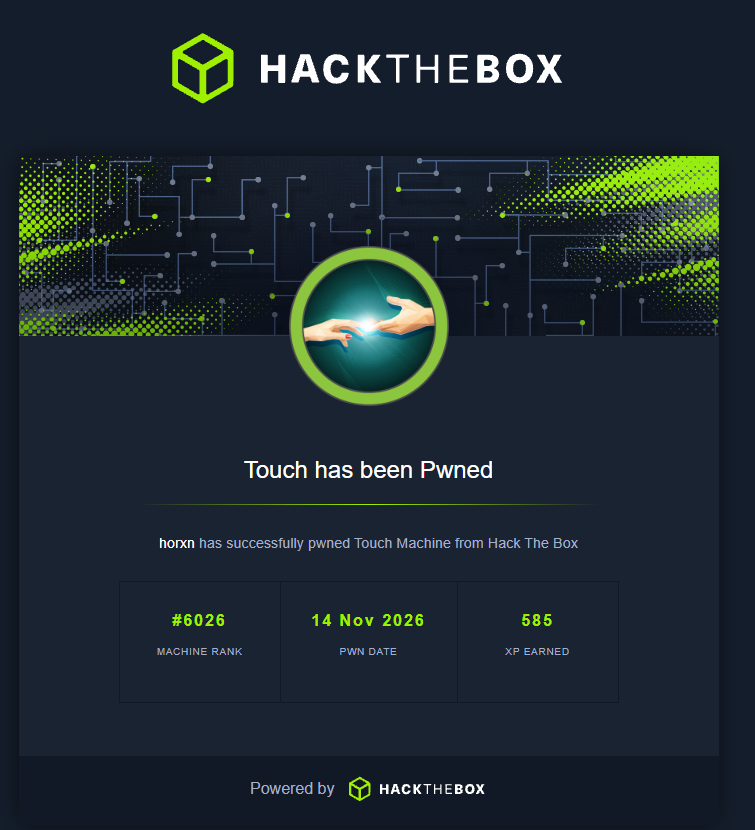 HACKTHEBOX
Touch has been Pwned
horxn has successfully pwned Touch Machine from Hack The Box
#6026 14 Nov 2026 585
MACHINE RANK PWN DATE XP EARNED
Powered by HACKTHEBOX